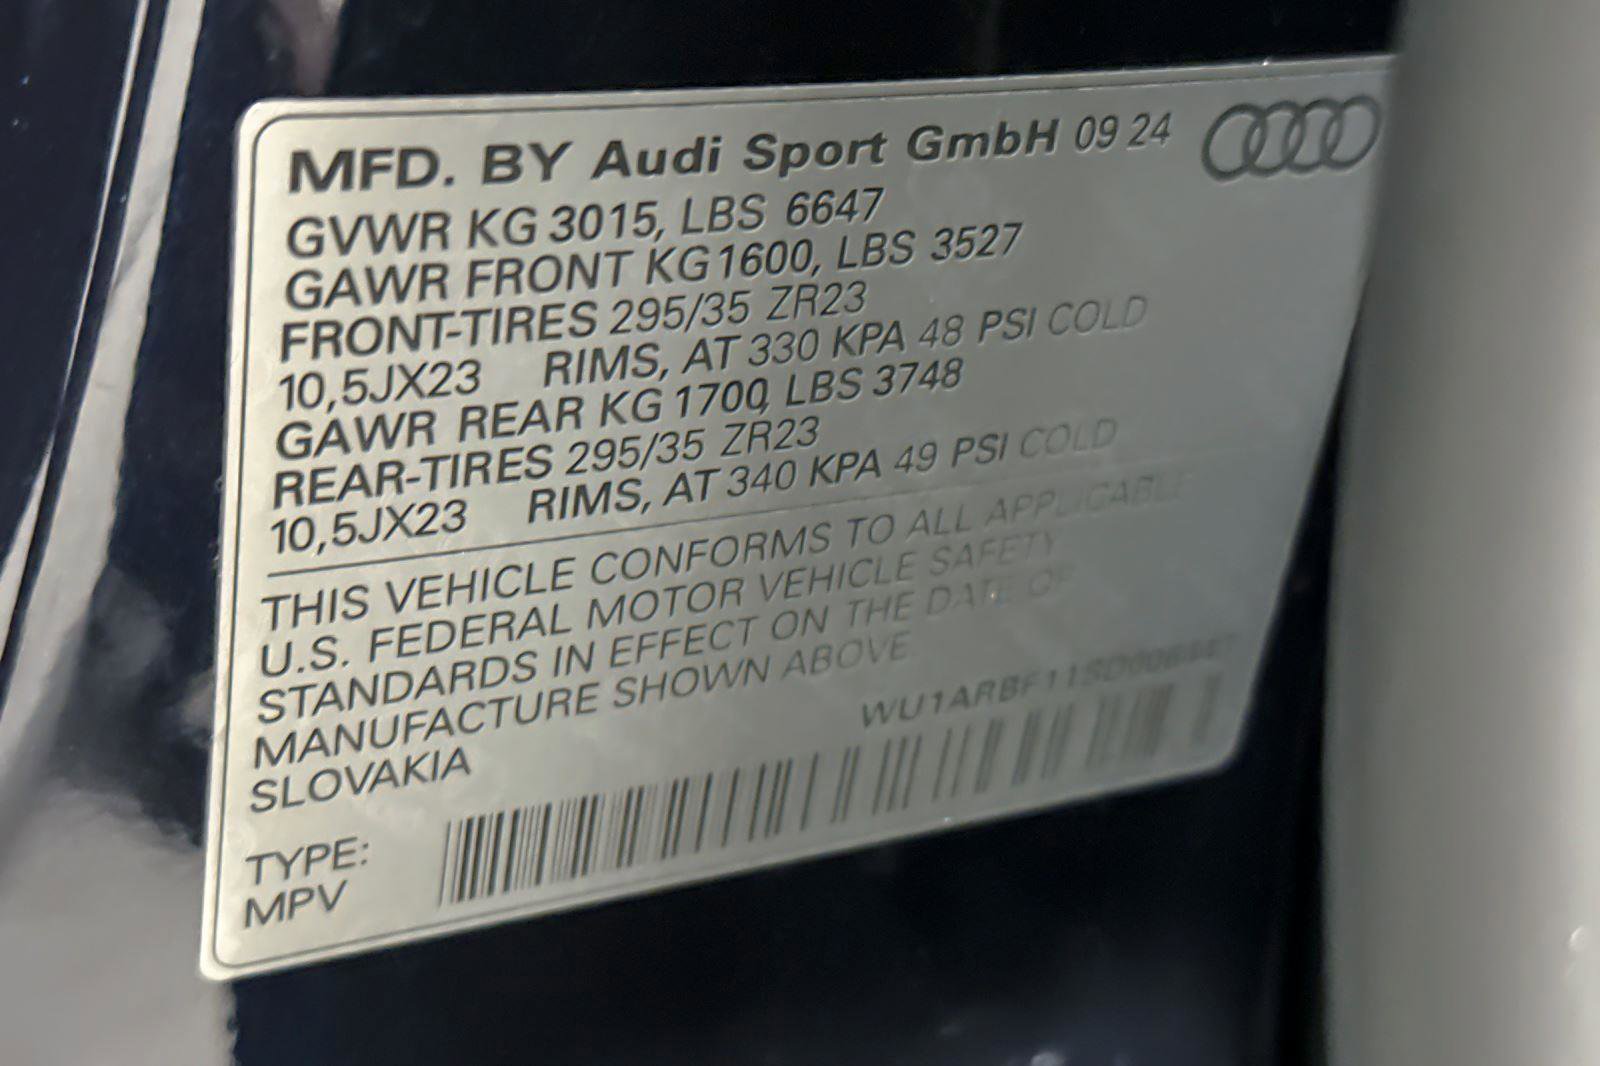 MFD. BY Audi Sport GmbH 09 24
GVWR KG 3015, LBS 6647
GAWR FRONT KG 1600, LBS 3527
FRONT-TIRES 295/35 ZR23
10,5JX23 RIMS, AT 330 KPA 48 PSI COLD
GAWR REAR KG 1700, LBS 3748
REAR-TIRES 295/35 ZR23
10,5JX23 RIMS, AT 340 KPA 49 PSI COLD
THIS VEHICLE CONFORMS TO ALL APPLICABLE
U.S. FEDERAL MOTOR VEHICLE SAFETY
STANDARDS IN EFFECT ON THE DATE OF
MANUFACTURE SHOWN ABOVE
SLOVAKIA
TYPE:
MPV